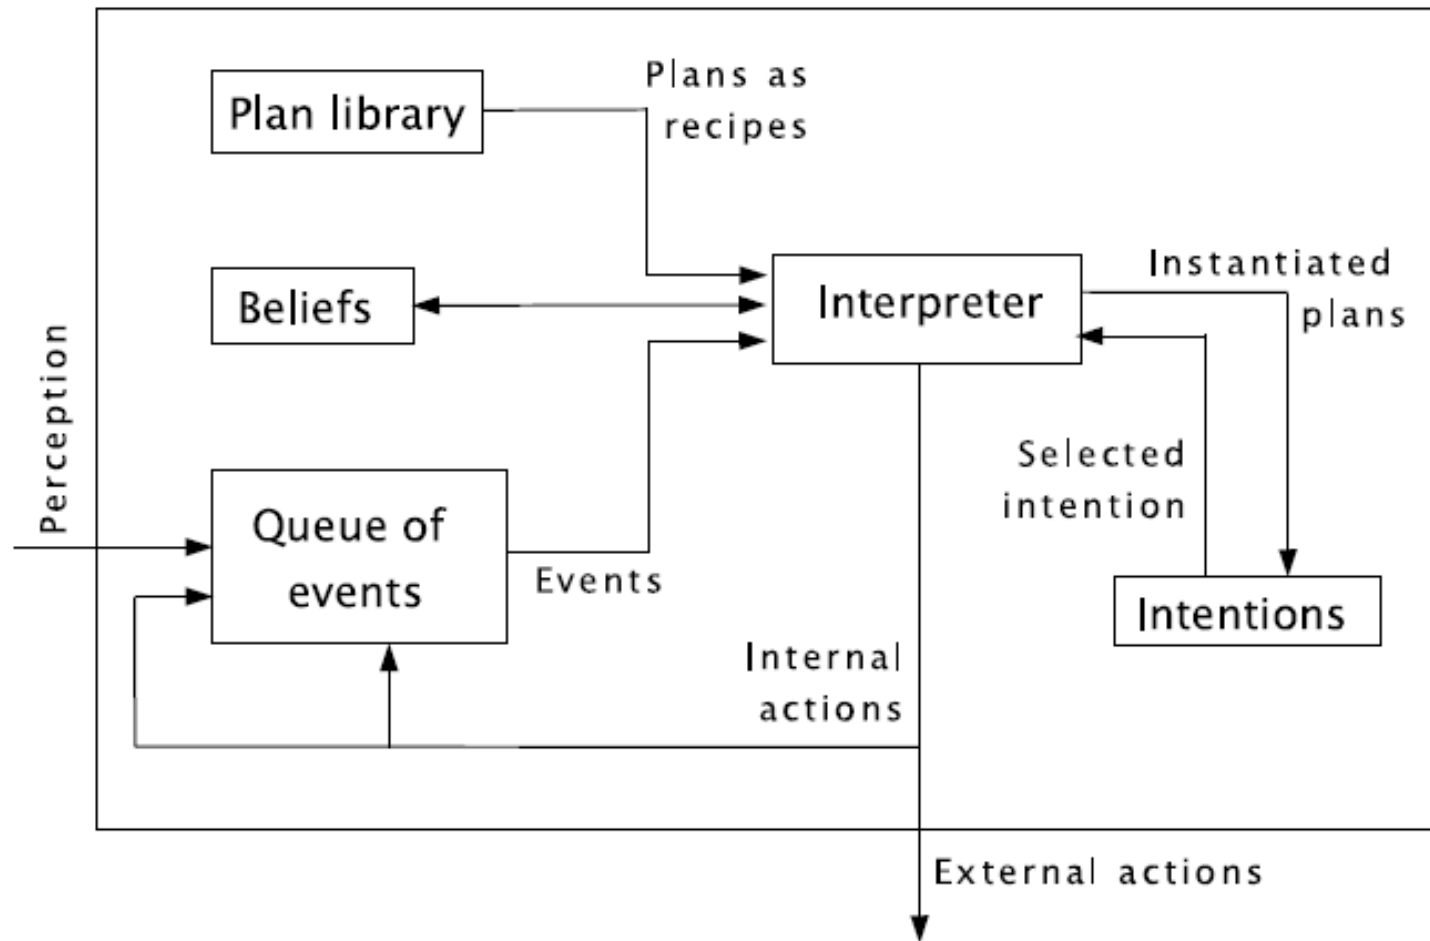 Plans as
recipes
Plan library
Beliefs
Interpreter
Instantiated
plans
Perception
Selected
intention
Queue of
events
Events
Intentions
Internal
actions
External actions